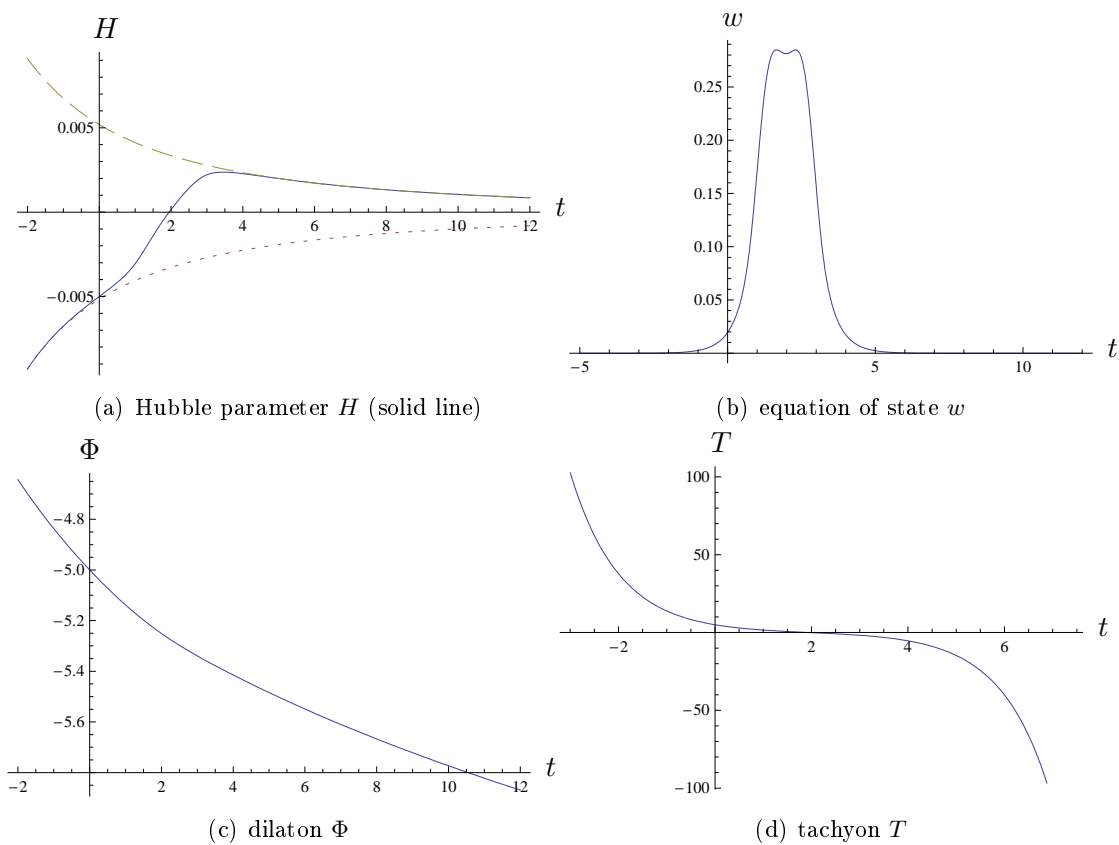 H
0.005
−0.005
−2 2 4 6 8 10 12 t
w
0.25
0.20
0.15
0.10
0.05
−5 5 10 t
(a) Hubble parameter H (solid line)
(b) equation of state w
Φ
−4.8
−5.0
−5.2
−5.4
−5.6
−2 2 4 6 8 10 12 t
T
100
50
−2 2 4 6 t
−50
−100
(c) dilaton Φ
(d) tachyon T